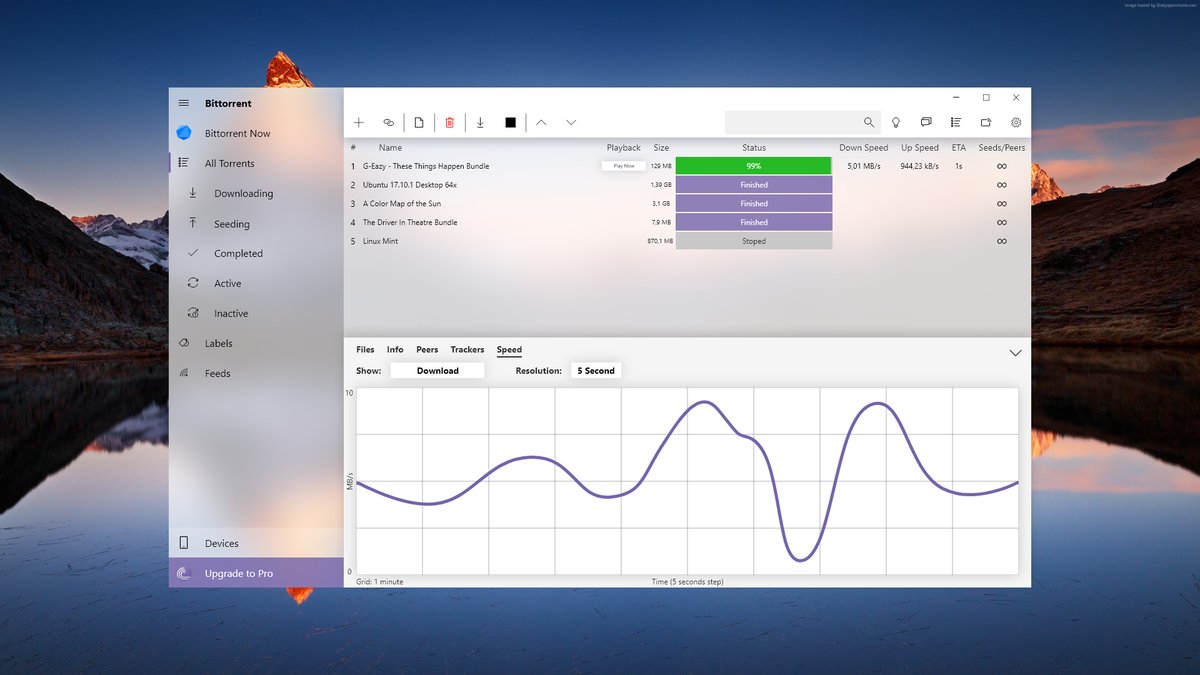 Image hosted by UsdSpapersHome.com
Bittorrent
Bittorrent Now
All Torrents
Downloading
Seeding
Completed
Active
Inactive
Labels
Feeds
Devices
Upgrade to Pro
# Name Playback Size Status Down Speed Up Speed ETA Seeds/Peers
1 G-Eazy - These Things Happen Bundle Play Now 129 MB 99% 5,01 MB/s 944,23 kB/s 1s ∞
2 Ubuntu 17.10.1 Desktop 64x 1,39 GB Finished ∞
3 A Color Map of the Sun 3.1 GB Finished ∞
4 The Driver In Theatre Bundle 7,9 MB Finished ∞
5 Linux Mint 870,1 MB Stoped ∞
Files Info Peers Trackers Speed
Show: Download Resolution: 5 Second
10
MB/s
0
Grid: 1 minute Time (5 seconds step)